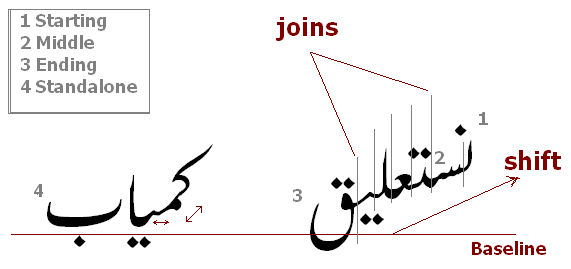 1 Starting
2 Middle
3 Ending
4 Standalone
joins
1
2
3
نستعلیق
shift
4
کمیاب
Baseline